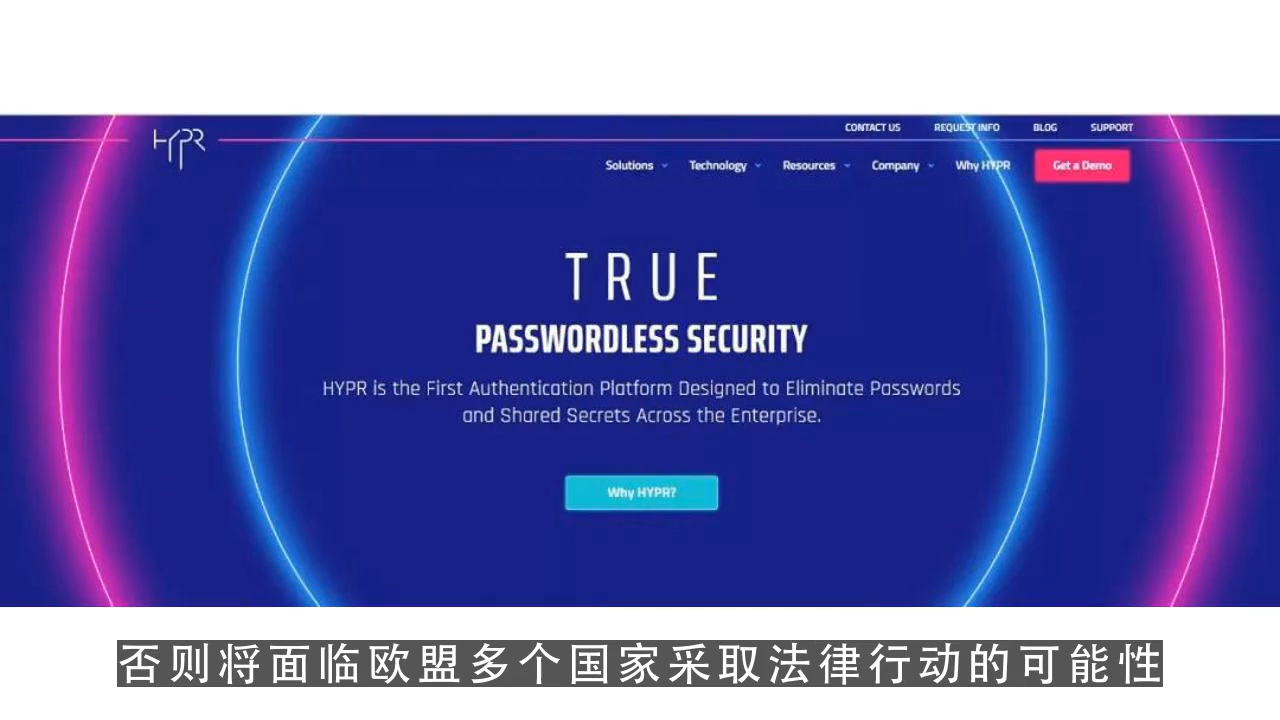 HYPR
CONTACT US REQUEST INFO BLOG SUPPORT
Solutions Technology Resources Company Why HYPR Get a Demo
TRUE
PASSWORDLESS SECURITY
HYPR is the First Authentication Platform Designed to Eliminate Passwords
and Shared Secrets Across the Enterprise.
Why HYPR?
否则将面临欧盟多个国家采取法律行动的可能性